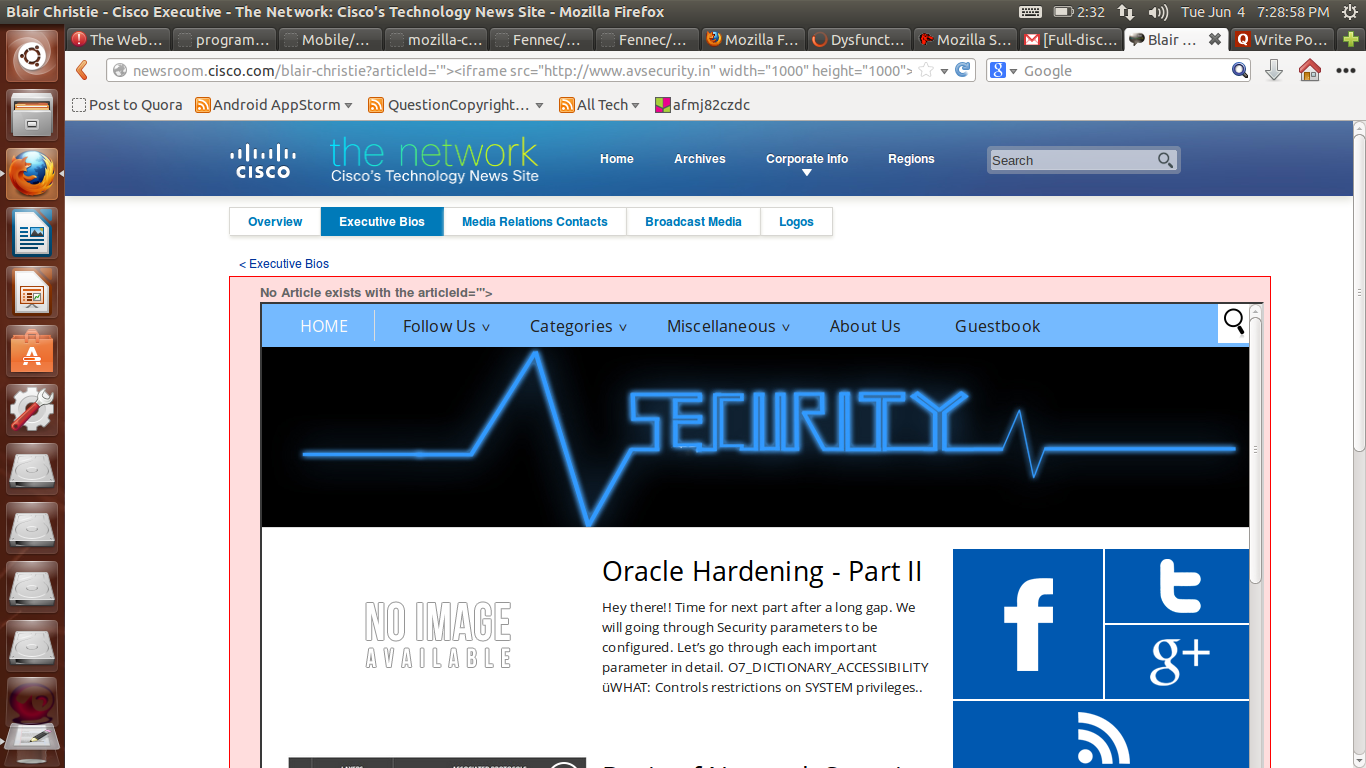 Blair Christie - Cisco Executive - The Network: Cisco's Technology News Site - Mozilla Firefox
2:32
Tue Jun 4
7:28:58 PM
The Web...
program...
Mobile/...
mozilla-c...
Fennec/...
Fennec/...
Mozilla F...
Dysfunct...
Mozilla S...
[Full-disc...
Blair ...
Write Po...
newsroom.cisco.com/blair-christie?articleId='"><iframe src="http://www.avsecurity.in" width="1000" height="1000">
Google
Post to Quora
Android AppStorm
QuestionCopyright...
All Tech
afmj82czdc
CISCO
the network
Cisco's Technology News Site
Home
Archives
Corporate Info
Regions
Search
Overview
Executive Bios
Media Relations Contacts
Broadcast Media
Logos
< Executive Bios
No Article exists with the articleId='">
HOME
Follow Us
Categories
Miscellaneous
About Us
Guestbook
SECURITY
NO IMAGE
AVAILABLE
Oracle Hardening - Part II
Hey there!! Time for next part after a long gap. We
will going through Security parameters to be
configured. Let's go through each important
parameter in detail. O7_DICTIONARY_ACCESSIBILITY
üWHAT: Controls restrictions on SYSTEM privileges..